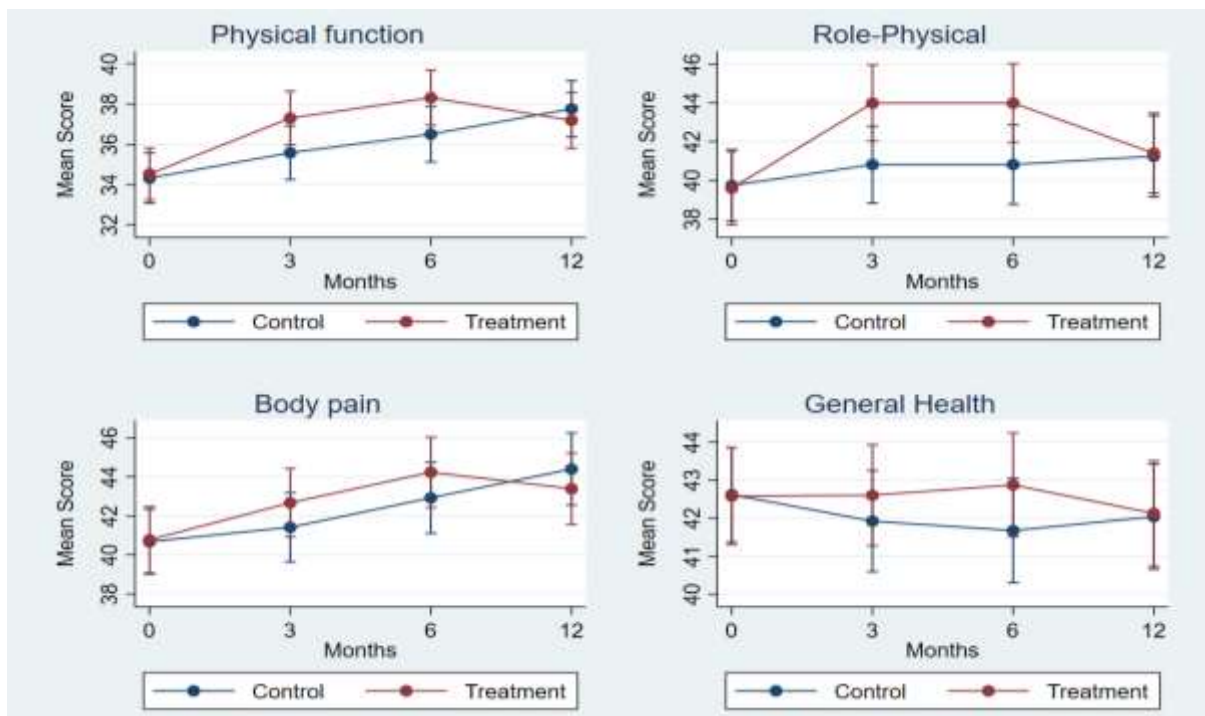 Physical function
Mean Score
40
38
36
34
32
0 3 6 12
Months
Control Treatment
Role-Physical
Mean Score
46
44
42
40
38
0 3 6 12
Months
Control Treatment
Body pain
Mean Score
46
44
42
40
38
0 3 6 12
Months
Control Treatment
General Health
Mean Score
44
43
42
41
40
0 3 6 12
Months
Control Treatment